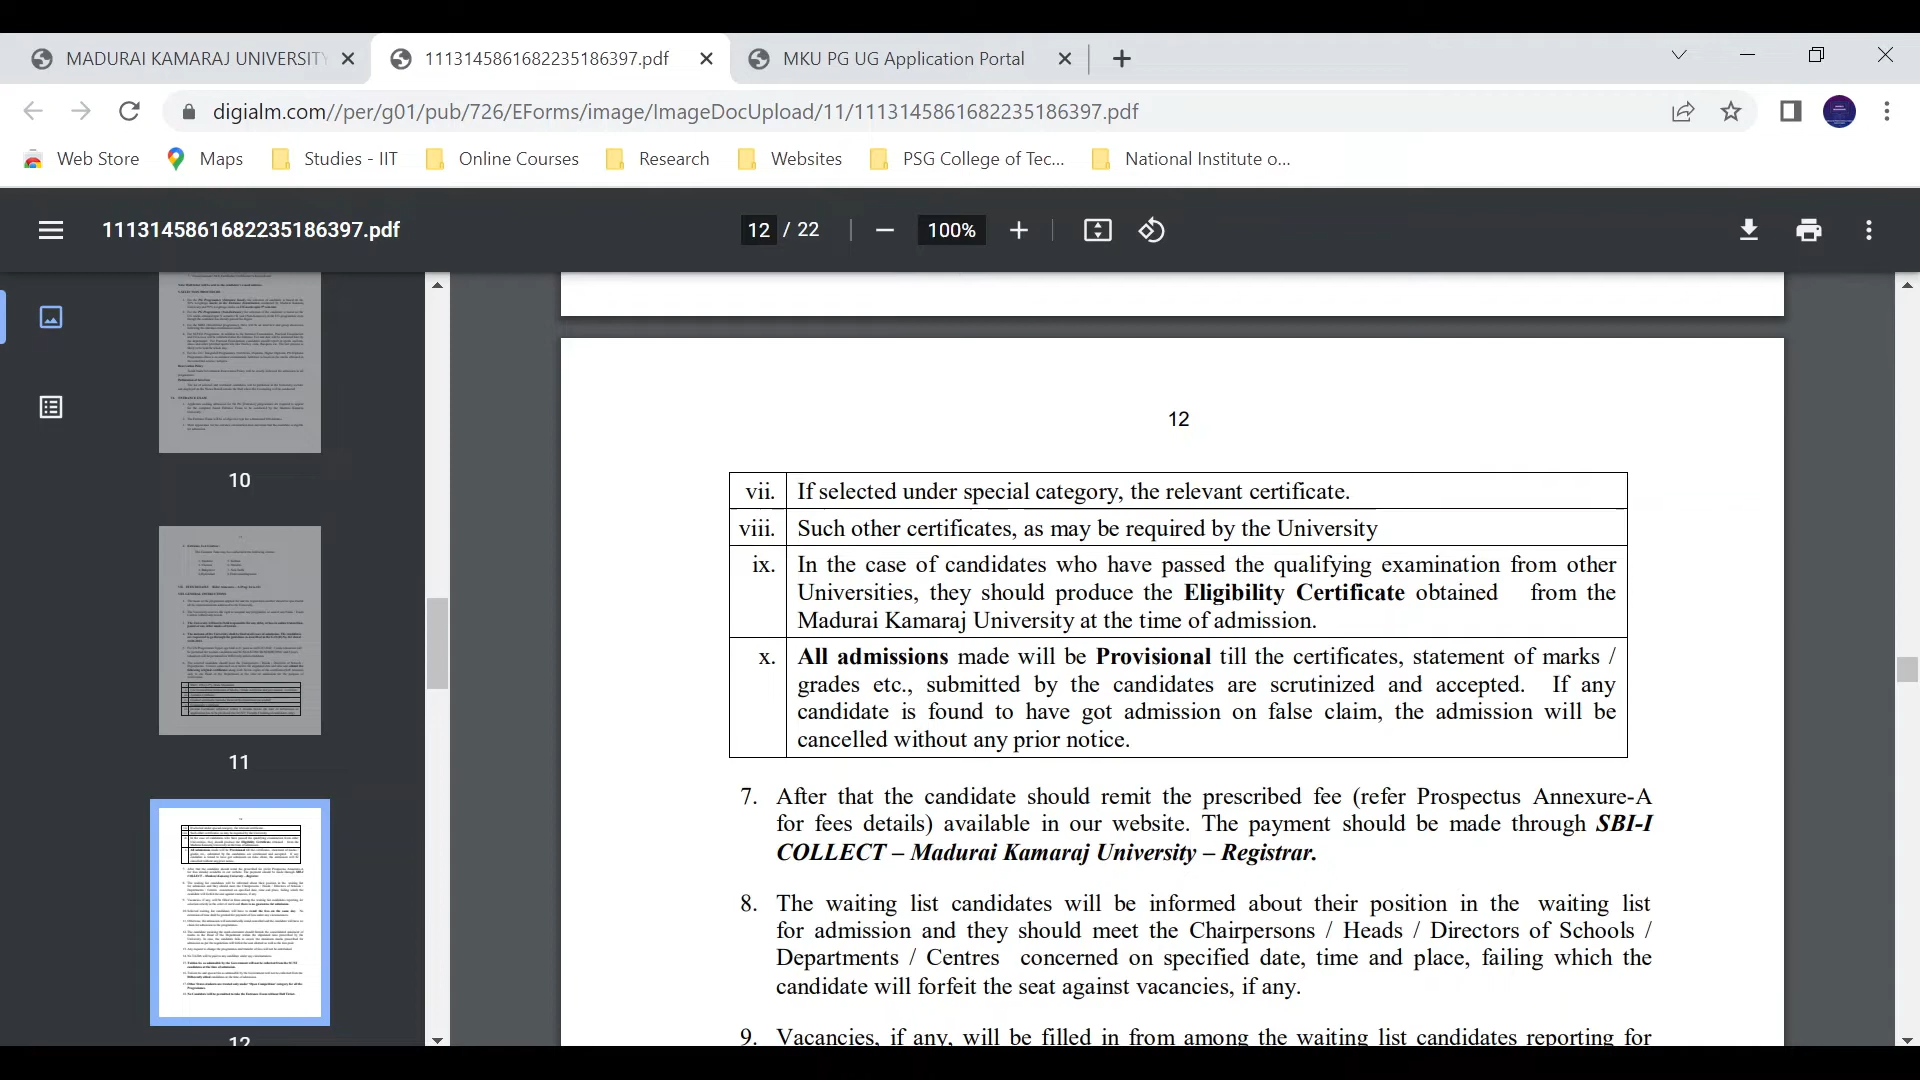 MADURAI KAMARAJ UNIVERSITY
1113145861682235186397.pdf
MKU PG UG Application Portal
digialm.com//per/g01/pub/726/EForms/image/ImageDocUpload/11/1113145861682235186397.pdf
Web Store
Maps
Studies - IIT
Online Courses
Research
Websites
PSG College of Tec...
National Institute o...
1113145861682235186397.pdf
12 / 22
100%
10
11
12
12
vii. If selected under special category, the relevant certificate.
viii. Such other certificates, as may be required by the University
ix. In the case of candidates who have passed the qualifying examination from other
Universities, they should produce the Eligibility Certificate obtained from the
Madurai Kamaraj University at the time of admission.
x. All admissions made will be Provisional till the certificates, statement of marks /
grades etc., submitted by the candidates are scrutinized and accepted. If any
candidate is found to have got admission on false claim, the admission will be
cancelled without any prior notice.
7. After that the candidate should remit the prescribed fee (refer Prospectus Annexure-A
for fees details) available in our website. The payment should be made through SBI-I
COLLECT – Madurai Kamaraj University – Registrar.
8. The waiting list candidates will be informed about their position in the waiting list
for admission and they should meet the Chairpersons / Heads / Directors of Schools /
Departments / Centres concerned on specified date, time and place, failing which the
candidate will forfeit the seat against vacancies, if any.
9. Vacancies, if any, will be filled in from among the waiting list candidates reporting for